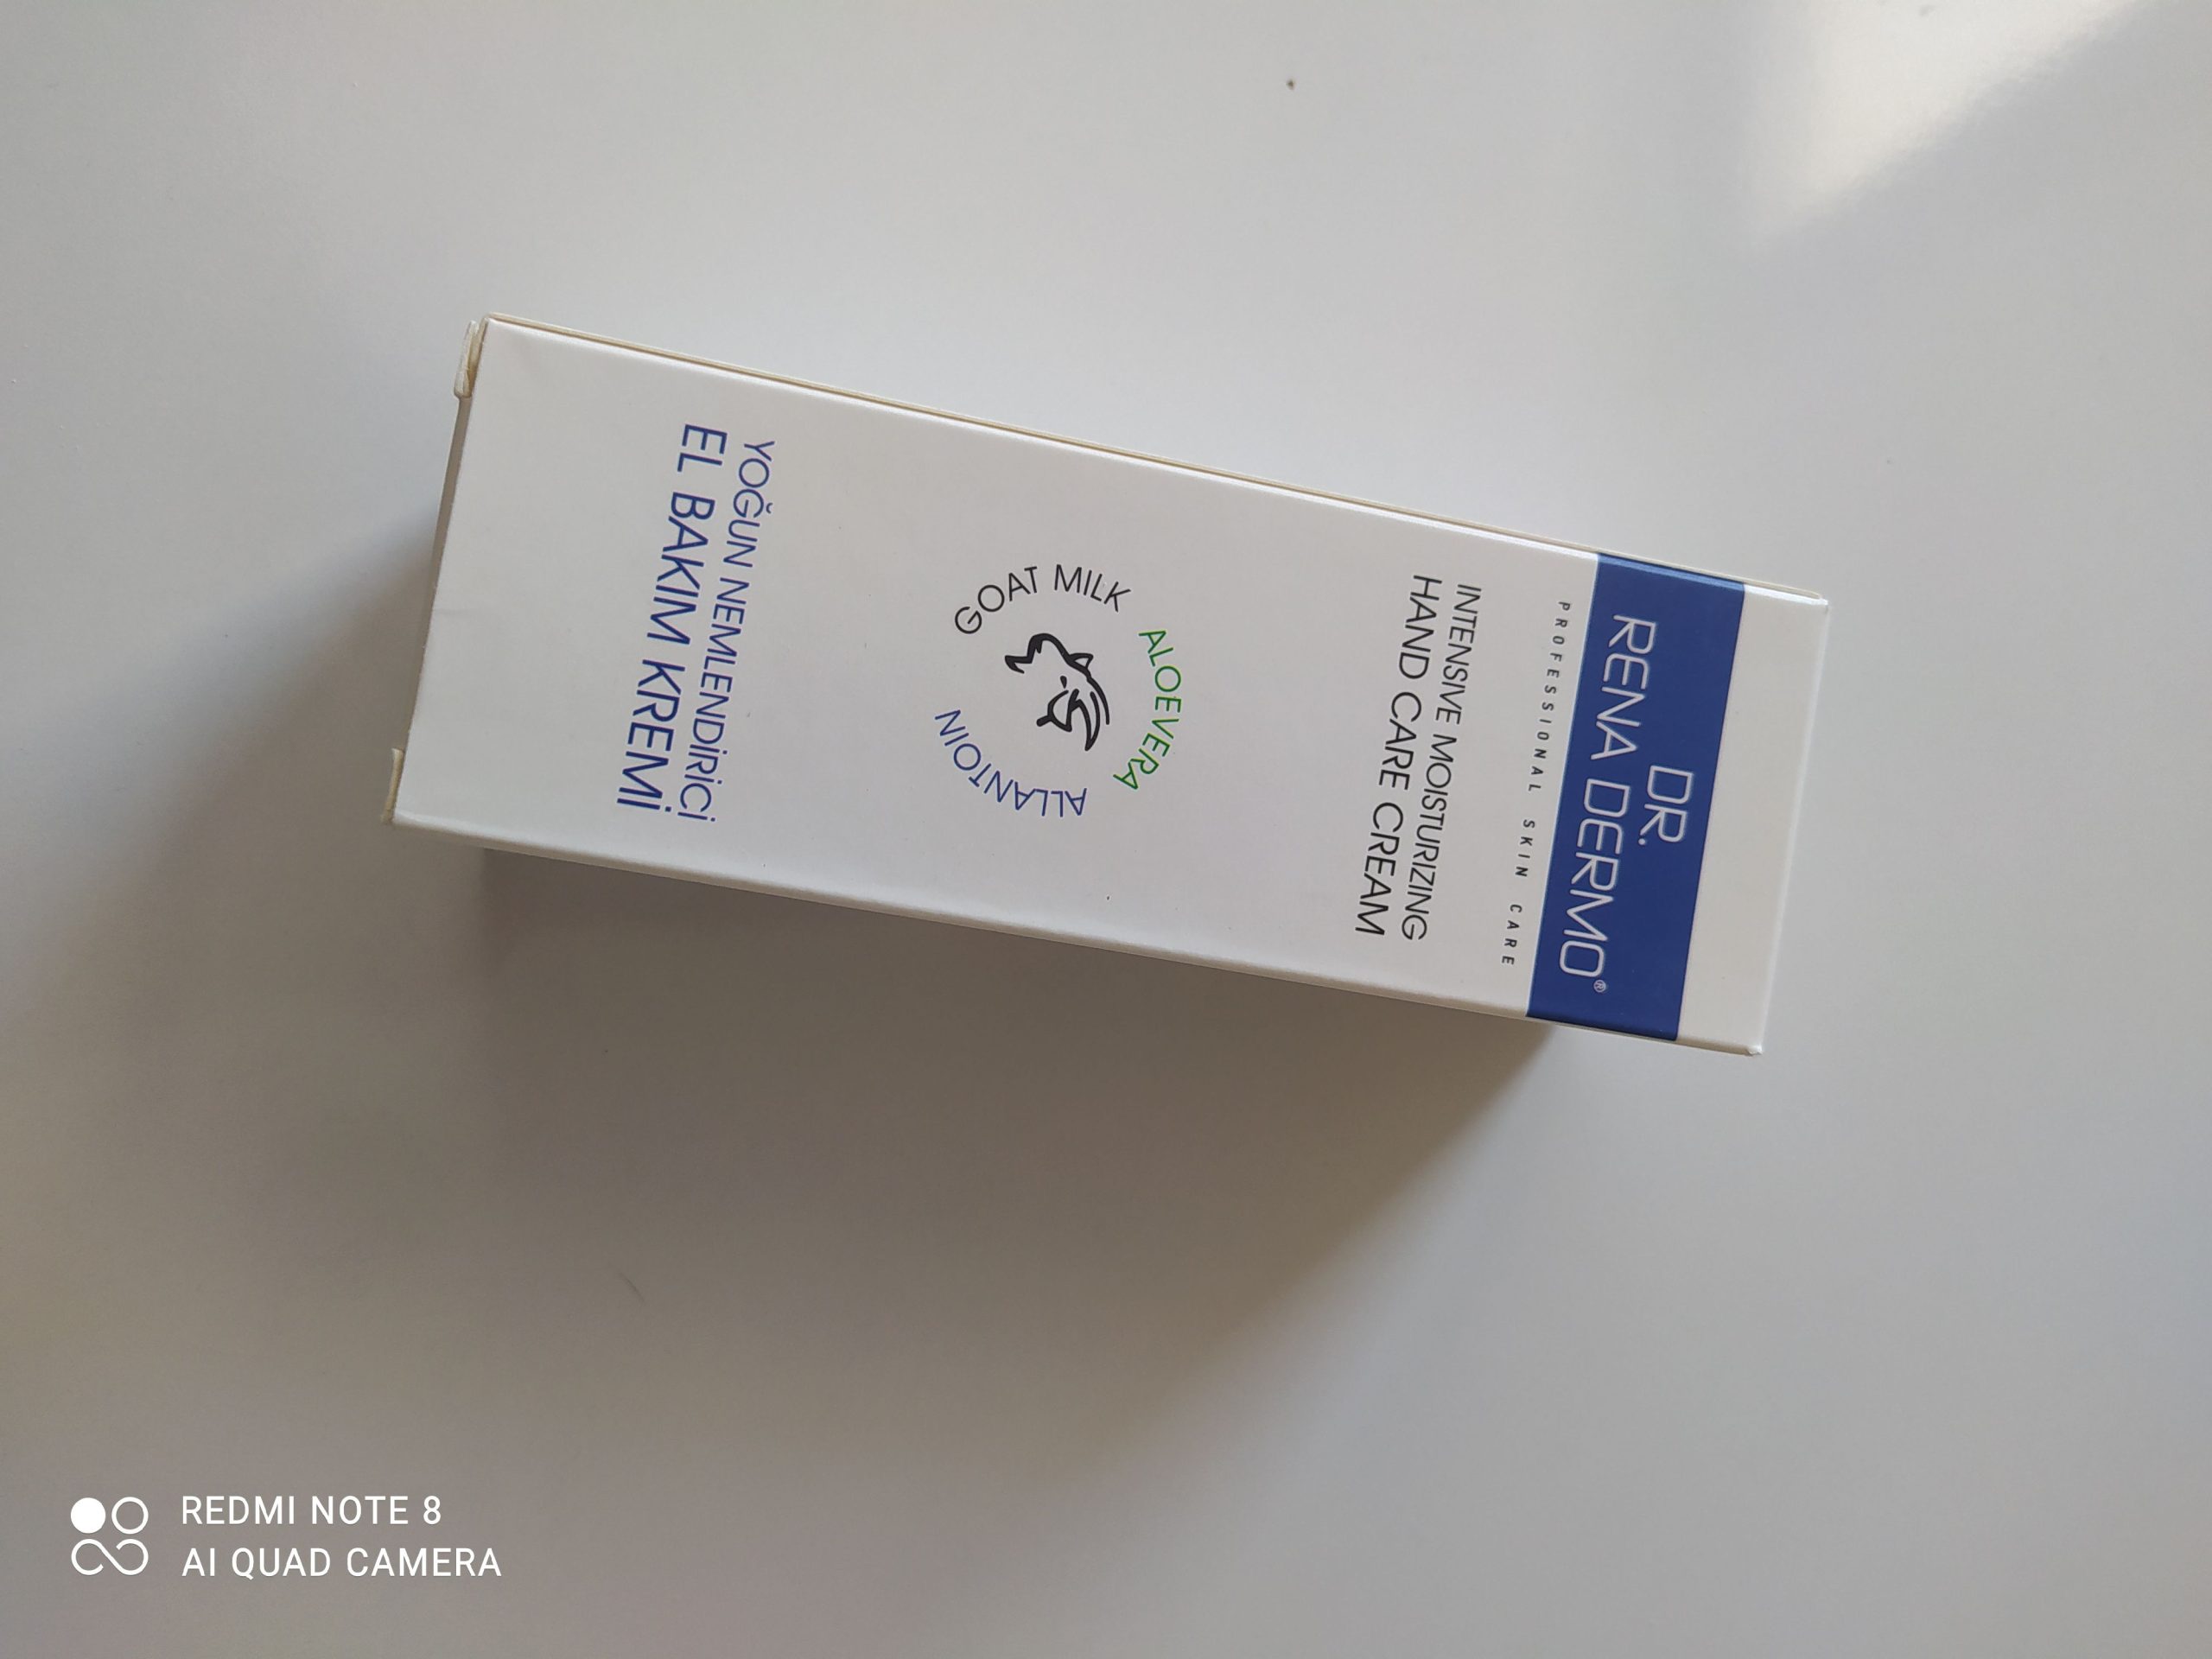 DR.
RENA DERMO®
PROFESSIONAL SKIN CARE
INTENSIVE MOISTURIZING
HAND CARE CREAM
GOAT MILK
ALOEVERA
ALLANTOIN
YOĞUN NEMLENDİRİCİ
EL BAKIM KREMİ
REDMI NOTE 8
AI QUAD CAMERA